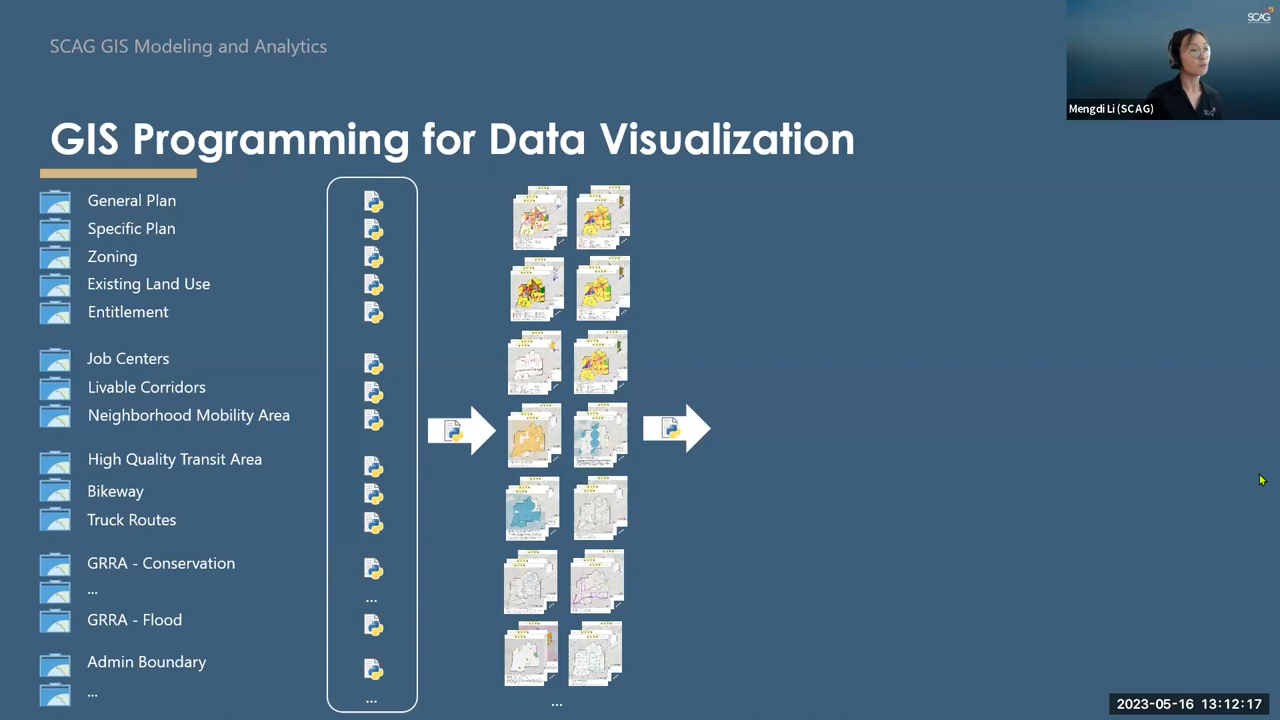 SCAG GIS Modeling and Analytics
SCAG
Mengdi Li (SCAG)
GIS Programming for Data Visualization
General Plan
Specific Plan
Zoning
Existing Land Use
Entitlement
Job Centers
Livable Corridors
Neighborhood Mobility Area
High Quality Transit Area
Bikeway
Truck Routes
GRRA - Conservation
...
...
GRRA - Flood
Admin Boundary
...
...
...
2023-05-16 13:12:17